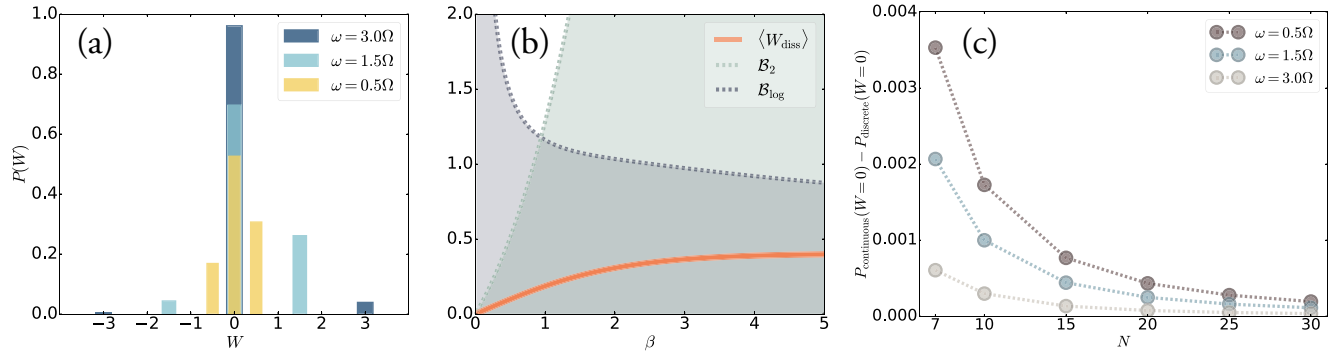 (a)
ω = 3.0Ω
ω = 1.5Ω
ω = 0.5Ω
P(W)
1.0
0.8
0.6
0.4
0.2
0.0
−3 −2 −1 0 1 2 3
W
(b)
⟨W_diss⟩
ℬ_2
ℬ_log
2.0
1.5
1.0
0.5
0.0
0 1 2 3 4 5
β
(c)
ω = 0.5Ω
ω = 1.5Ω
ω = 3.0Ω
P_continuous(W = 0) − P_discrete(W = 0)
0.004
0.003
0.002
0.001
0.000
7 10 15 20 25 30
N